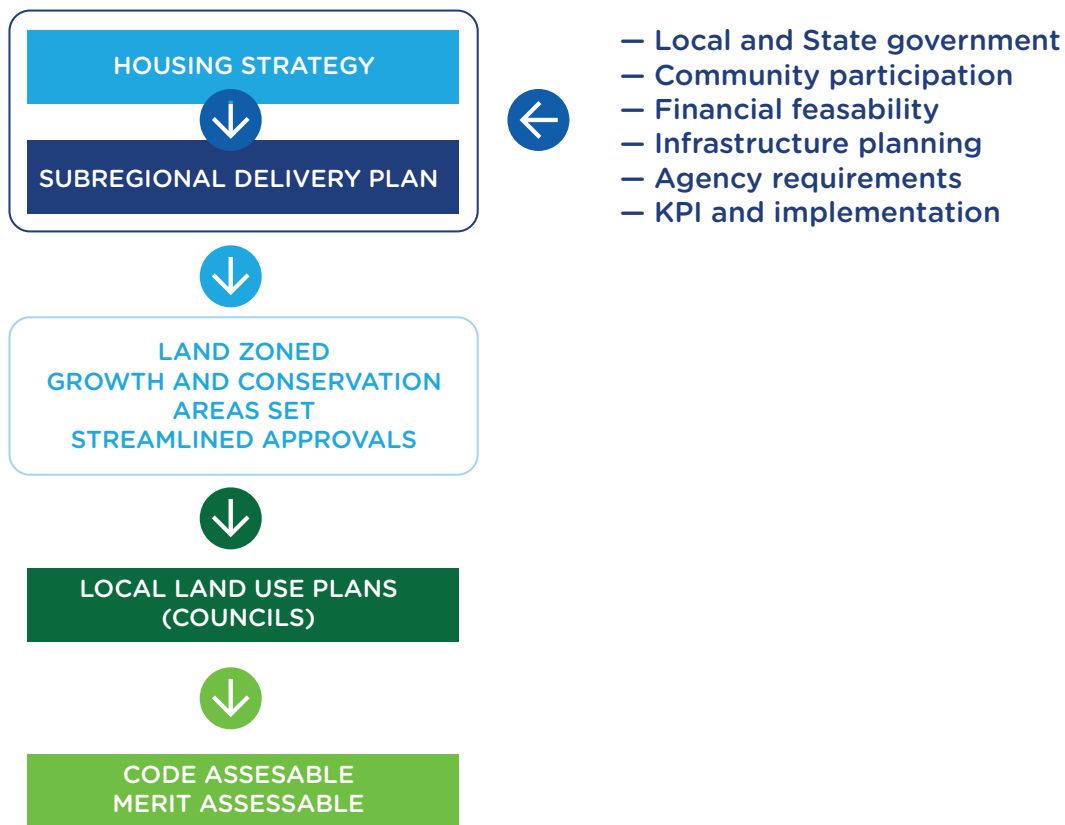 HOUSING STRATEGY
SUBREGIONAL DELIVERY PLAN
— Local and State government
— Community participation
— Financial feasability
— Infrastructure planning
— Agency requirements
— KPI and implementation
LAND ZONED
GROWTH AND CONSERVATION
AREAS SET
STREAMLINED APPROVALS
LOCAL LAND USE PLANS
(COUNCILS)
CODE ASSESABLE
MERIT ASSESSABLE